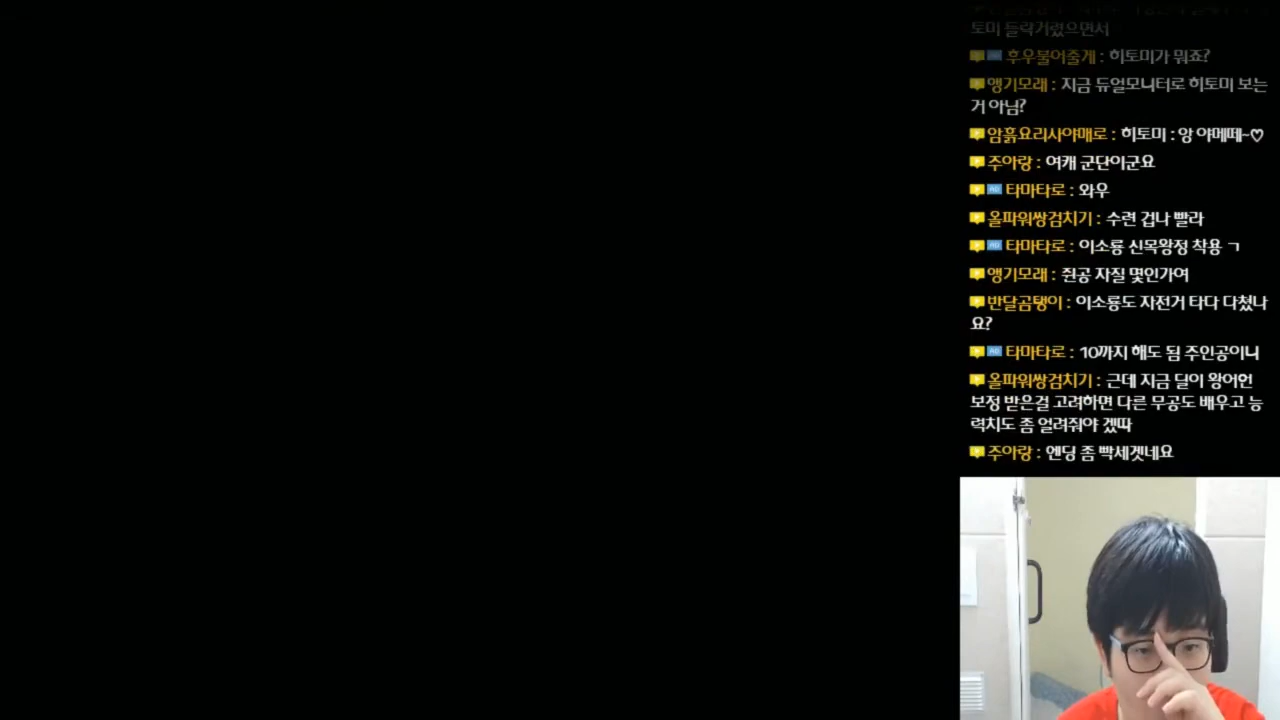 토미 들락거렸으면서
후우불어줄게 : 히토미가 뭐죠?
앵기모래 : 지금 듀얼모니터로 히토미 보는
거 아님?
암흙요리사야매로 : 히토미 : 앙 야메떼~♡
주아랑 : 여캐 군단이군요
타마타로 : 와우
올파워쌍검치기 : 수련 겁나 빨라
타마타로 : 이소룡 신목왕정 착용 ㄱ
앵기모래 : 쥔공 자질 몇인가여
반달곰탱이 : 이소룡도 자전거 타다 다쳤나
요?
타마타로 : 10까지 해도 됨 주인공이니
올파워쌍검치기 : 근데 지금 딜이 왕어언
보정 받은걸 고려하면 다른 무공도 배우고 능
력치도 좀 얼려줘야 겠따
주아랑 : 엔딩 좀 빡세겟네요